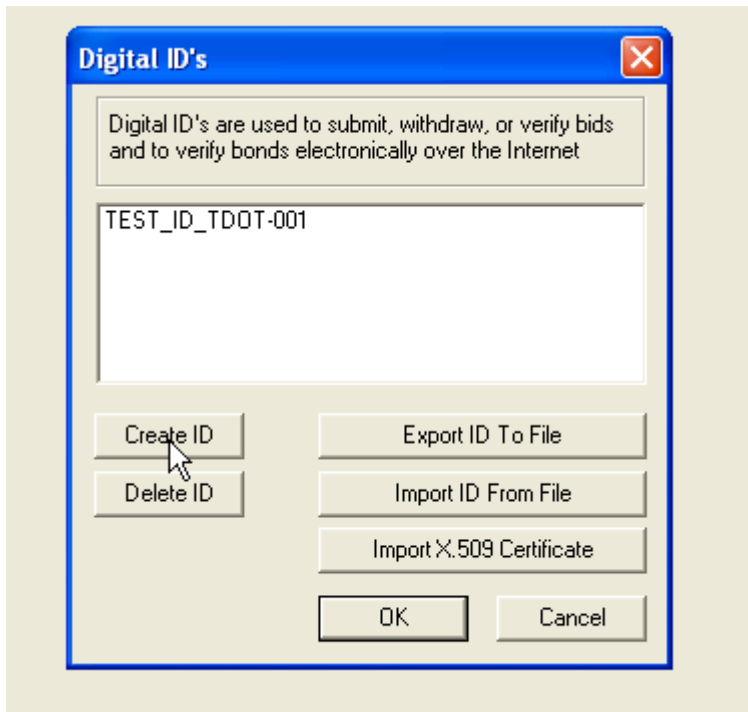 Digital ID's
Digital ID's are used to submit, withdraw, or verify bids
and to verify bonds electronically over the Internet
TEST_ID_TDOT-001
Create ID
Export ID To File
Delete ID
Import ID From File
Import X.509 Certificate
OK
Cancel